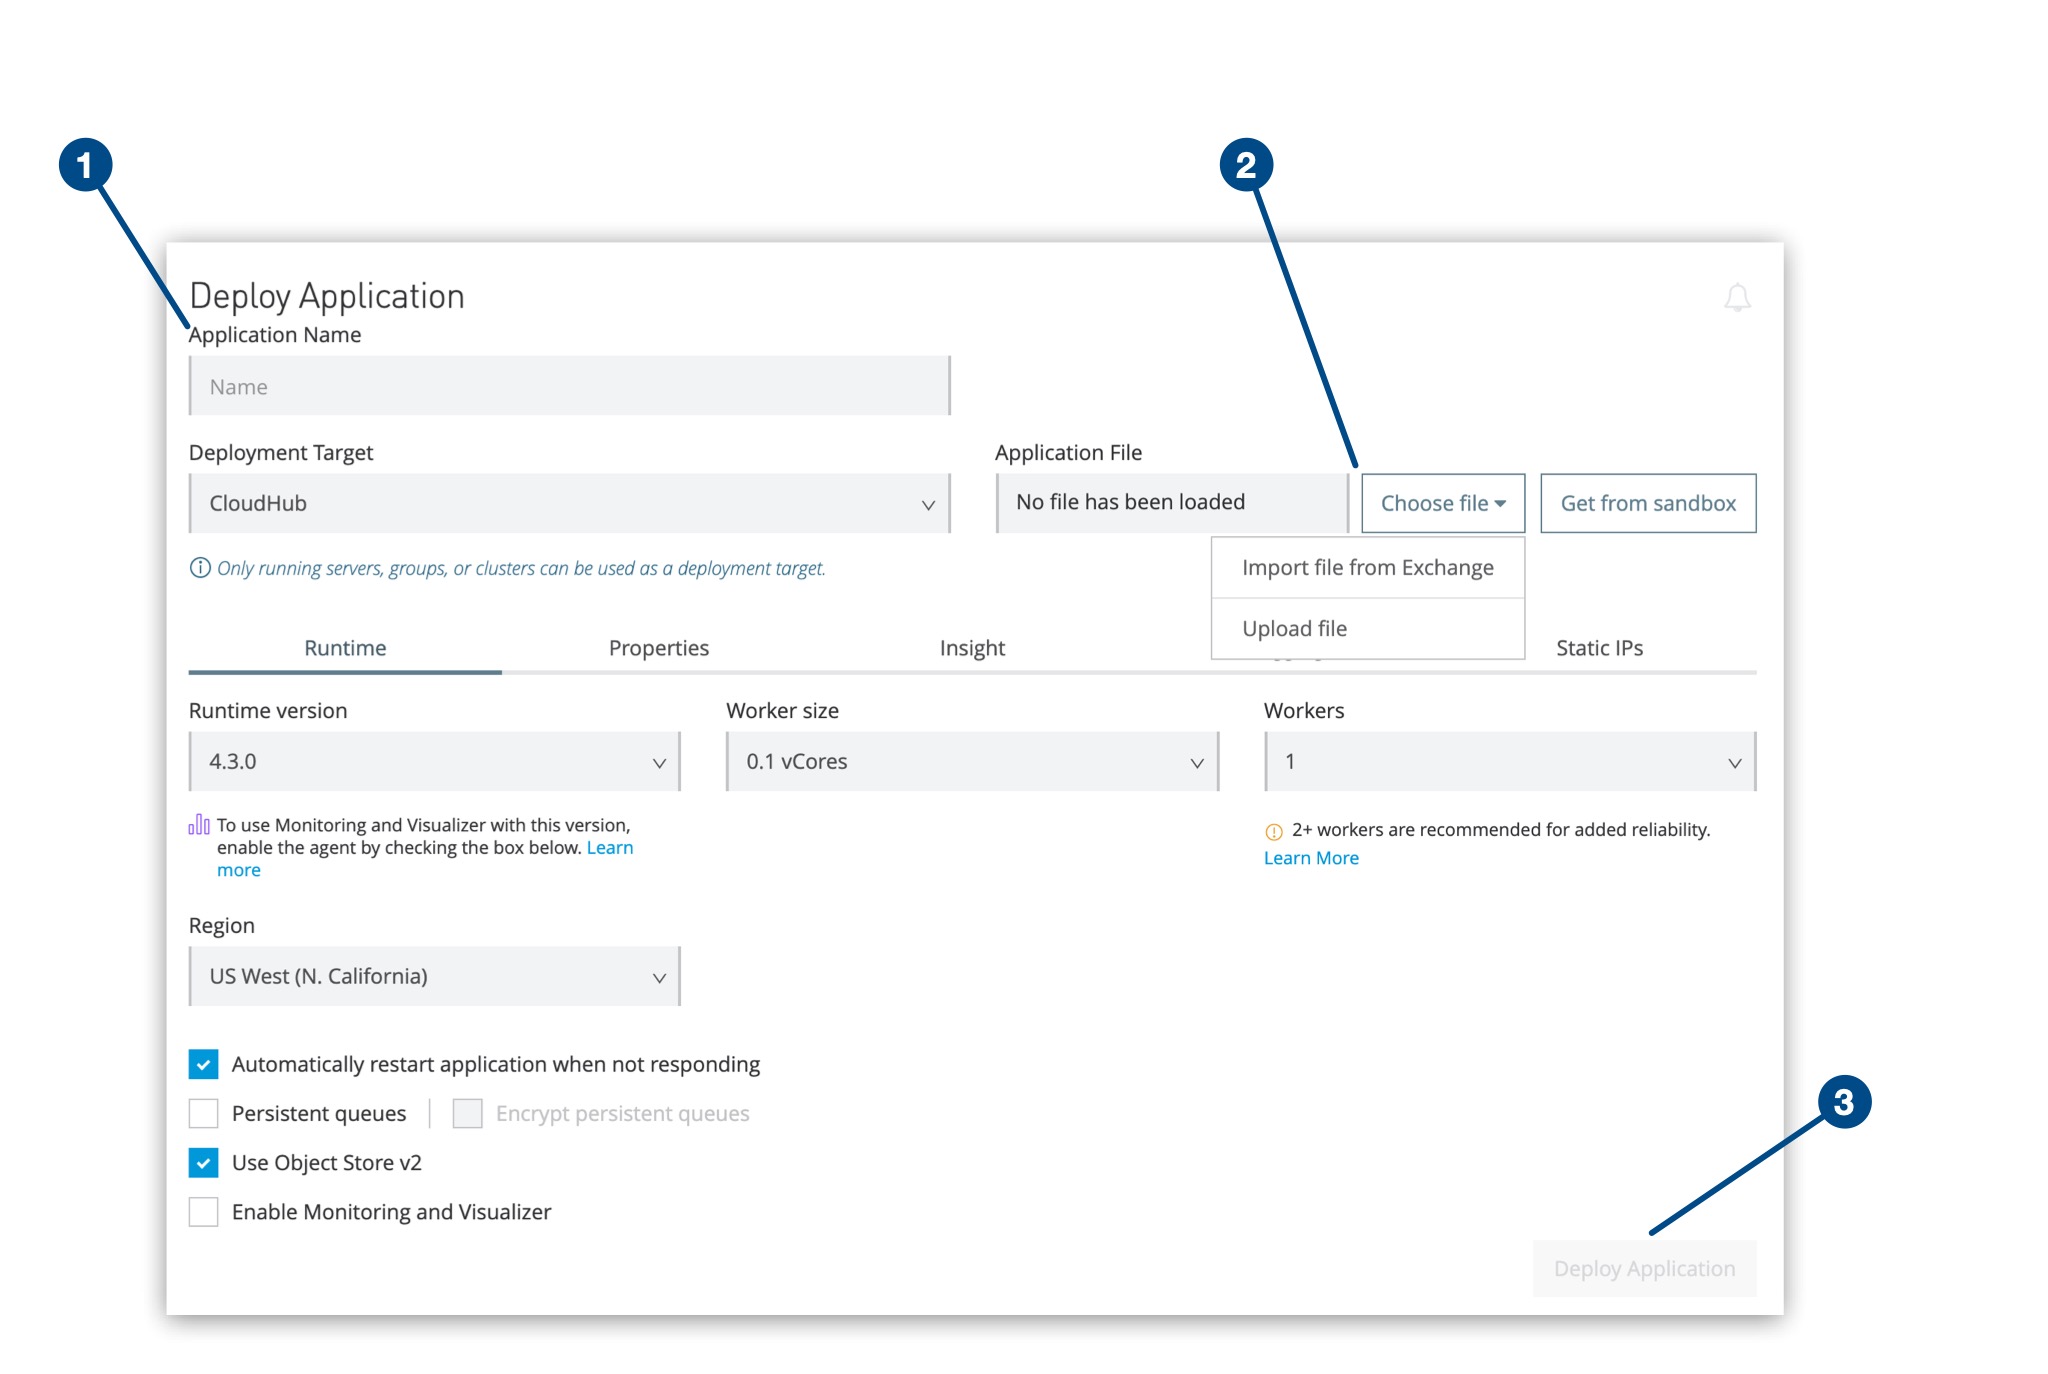 1
2
Deploy Application
Application Name
Name
Deployment Target
Application File
CloudHub
No file has been loaded
Choose file
Get from sandbox
Only running servers, groups, or clusters can be used as a deployment target.
Import file from Exchange
Upload file
Runtime
Properties
Insight
Static IPs
Runtime version
Worker size
Workers
4.3.0
0.1 vCores
1
To use Monitoring and Visualizer with this version,
enable the agent by checking the box below. Learn
more
2+ workers are recommended for added reliability.
Learn More
Region
US West (N. California)
Automatically restart application when not responding
Persistent queues
Encrypt persistent queues
3
Use Object Store v2
Enable Monitoring and Visualizer
Deploy Application